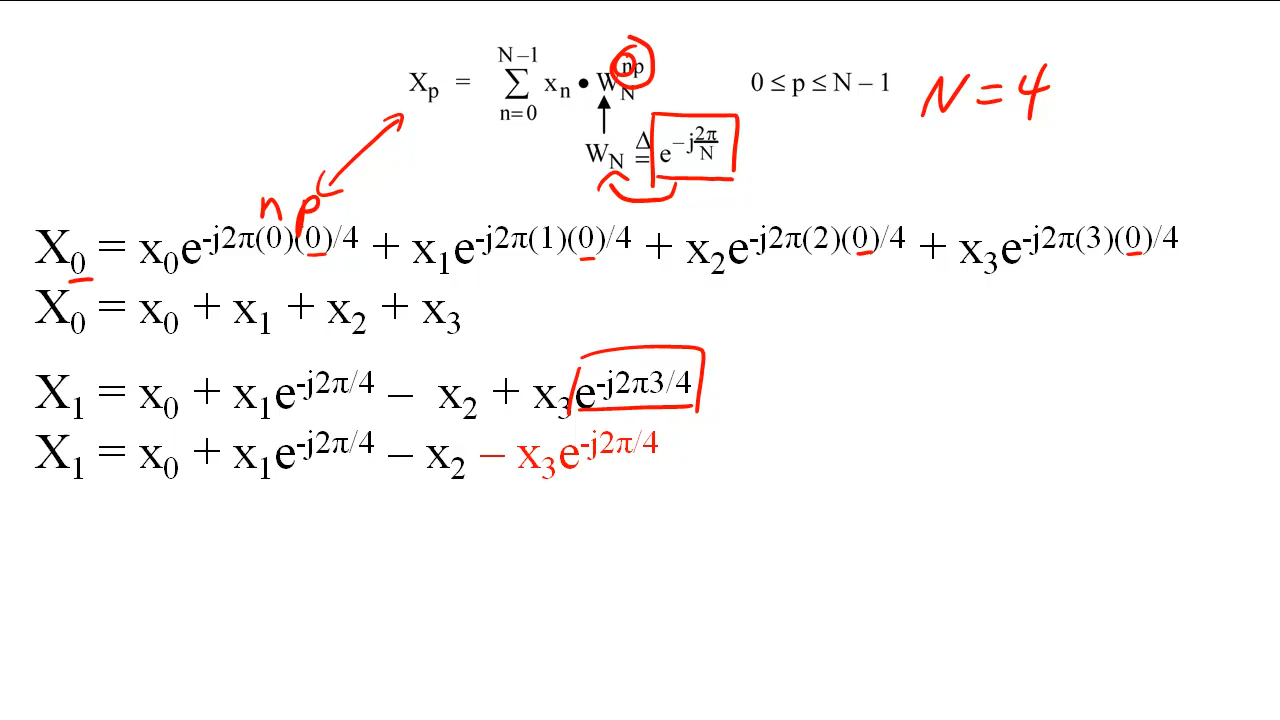 X_p = Σ_{n=0}^{N−1} x_n • W_N^{np} 0 ≤ p ≤ N − 1 N = 4
W_N ≜ e^{−j2π/N}
n p
X_0 = x_0e^{-j2π(0)(0)/4} + x_1e^{-j2π(1)(0)/4} + x_2e^{-j2π(2)(0)/4} + x_3e^{-j2π(3)(0)/4}
X_0 = x_0 + x_1 + x_2 + x_3
X_1 = x_0 + x_1e^{-j2π/4} – x_2 + x_3e^{-j2π3/4}
X_1 = x_0 + x_1e^{-j2π/4} – x_2 – x_3e^{-j2π/4}